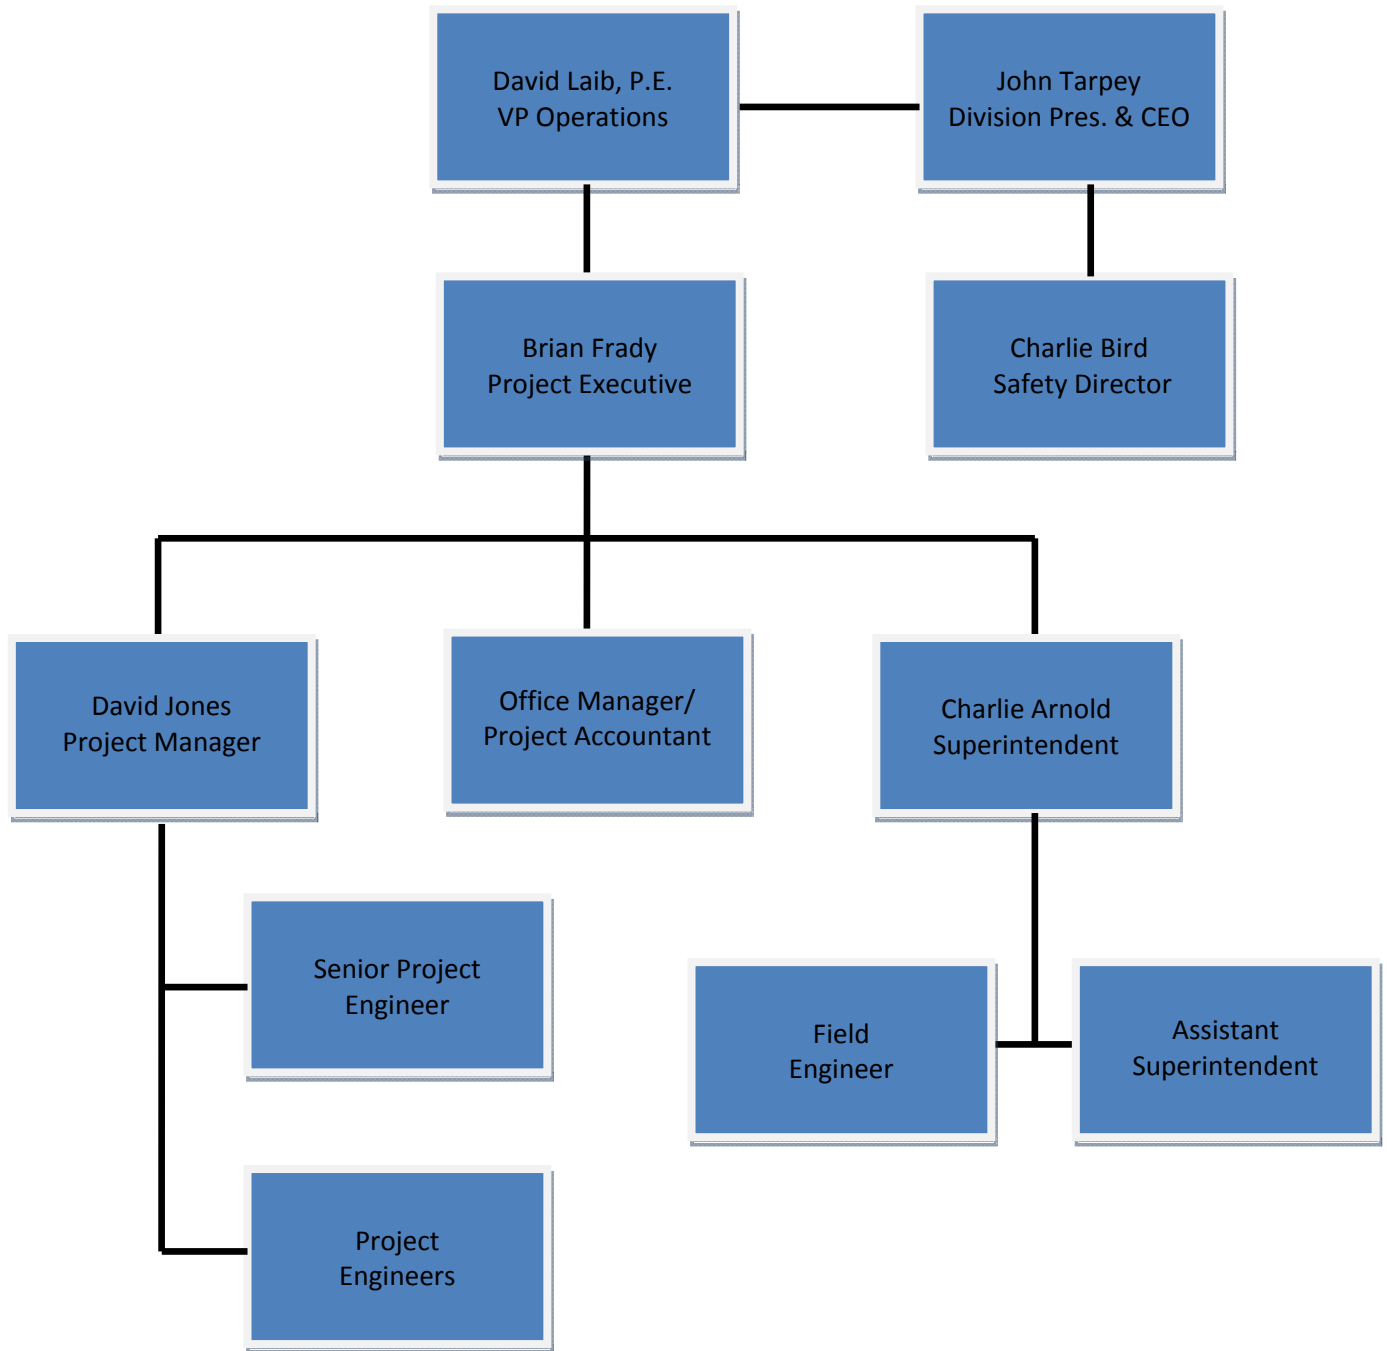 David Laib, P.E.
VP Operations
John Tarpey
Division Pres. & CEO
Brian Frady
Project Executive
Charlie Bird
Safety Director
David Jones
Project Manager
Office Manager/
Project Accountant
Charlie Arnold
Superintendent
Senior Project
Engineer
Field
Engineer
Assistant
Superintendent
Project
Engineers